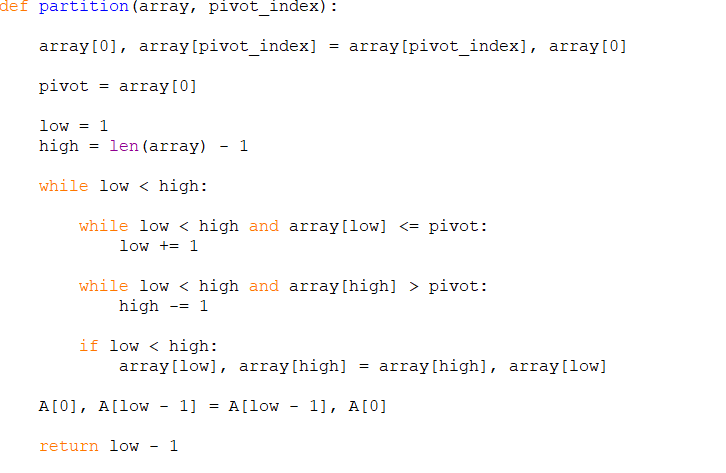 def partition(array, pivot_index):
    array[0], array[pivot_index] = array[pivot_index], array[0]
    pivot = array[0]
    low = 1
    high = len(array) - 1
    while low < high:
        while low < high and array[low] <= pivot:
            low += 1
        while low < high and array[high] > pivot:
            high -= 1
        if low < high:
            array[low], array[high] = array[high], array[low]
    A[0], A[low - 1] = A[low - 1], A[0]
    return low - 1